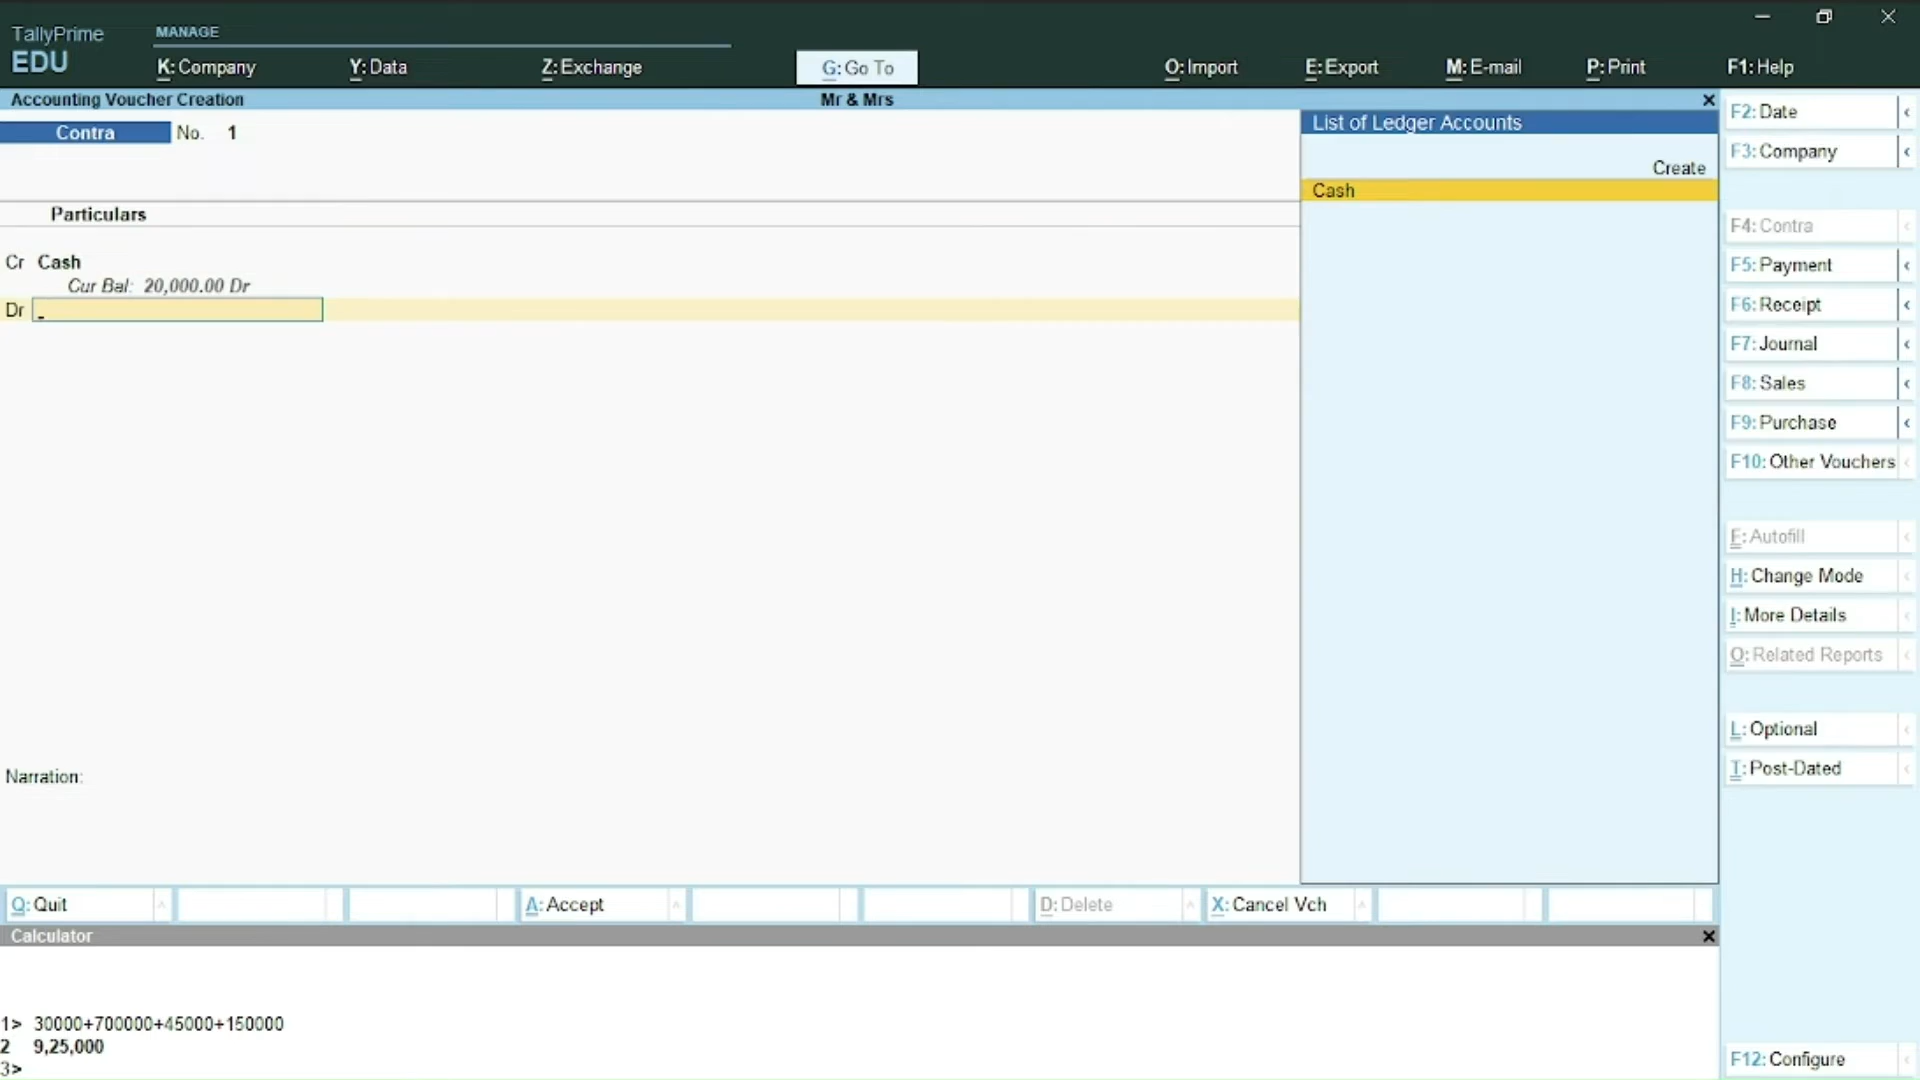 TallyPrime
EDU
MANAGE
K: Company
Y: Data
Z: Exchange
G: Go To
O: Import
E: Export
M: E-mail
P: Print
F1: Help
Accounting Voucher Creation
Mr & Mrs
Contra No. 1
Particulars
Cr Cash
Cur Bal: 20,000.00 Dr
Dr
Narration:
List of Ledger Accounts
Create
Cash
F2: Date
F3: Company
F4: Contra
F5: Payment
F6: Receipt
F7: Journal
F8: Sales
F9: Purchase
F10: Other Vouchers
F: Autofill
H: Change Mode
I: More Details
O: Related Reports
L: Optional
T: Post-Dated
F12: Configure
Q: Quit
A: Accept
D: Delete
X: Cancel Vch
Calculator
1> 30000+700000+45000+150000
2 9,25,000
3>